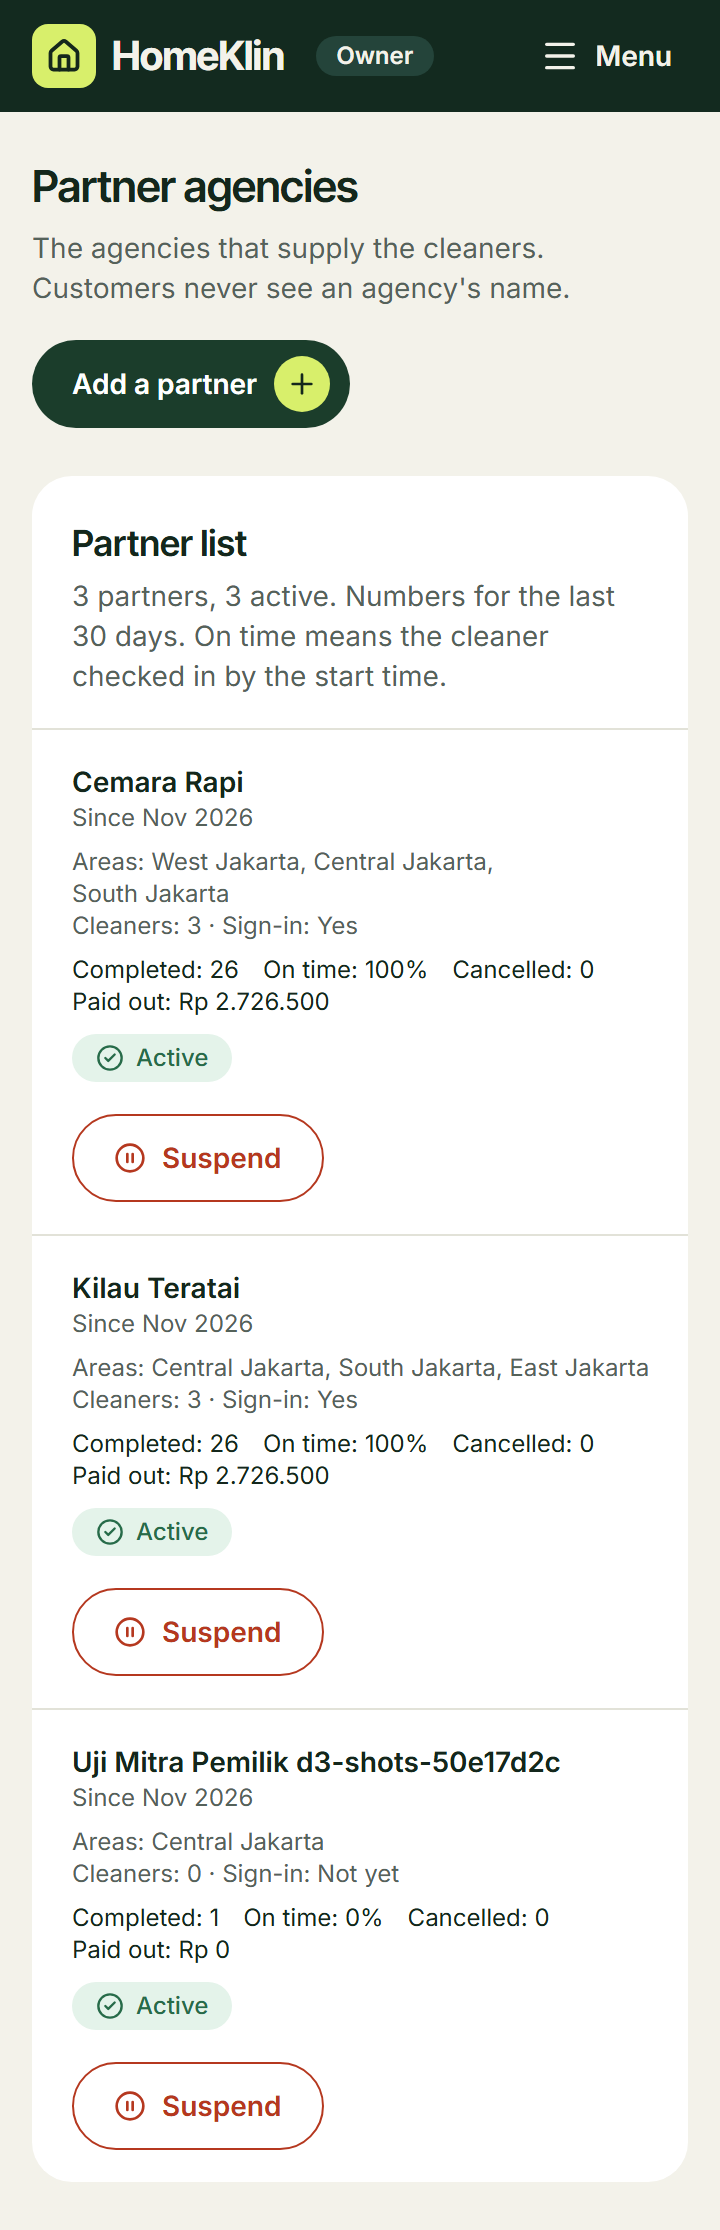 HomeKlin
Owner
Menu
Partner agencies
The agencies that supply the cleaners.
Customers never see an agency's name.
Add a partner
Partner list
3 partners, 3 active. Numbers for the last
30 days. On time means the cleaner
checked in by the start time.
Cemara Rapi
Since Nov 2026
Areas: West Jakarta, Central Jakarta,
South Jakarta
Cleaners: 3 · Sign-in: Yes
Completed: 26 On time: 100% Cancelled: 0
Paid out: Rp 2.726.500
Active
Suspend
Kilau Teratai
Since Nov 2026
Areas: Central Jakarta, South Jakarta, East Jakarta
Cleaners: 3 · Sign-in: Yes
Completed: 26 On time: 100% Cancelled: 0
Paid out: Rp 2.726.500
Active
Suspend
Uji Mitra Pemilik d3-shots-50e17d2c
Since Nov 2026
Areas: Central Jakarta
Cleaners: 0 · Sign-in: Not yet
Completed: 1 On time: 0% Cancelled: 0
Paid out: Rp 0
Active
Suspend